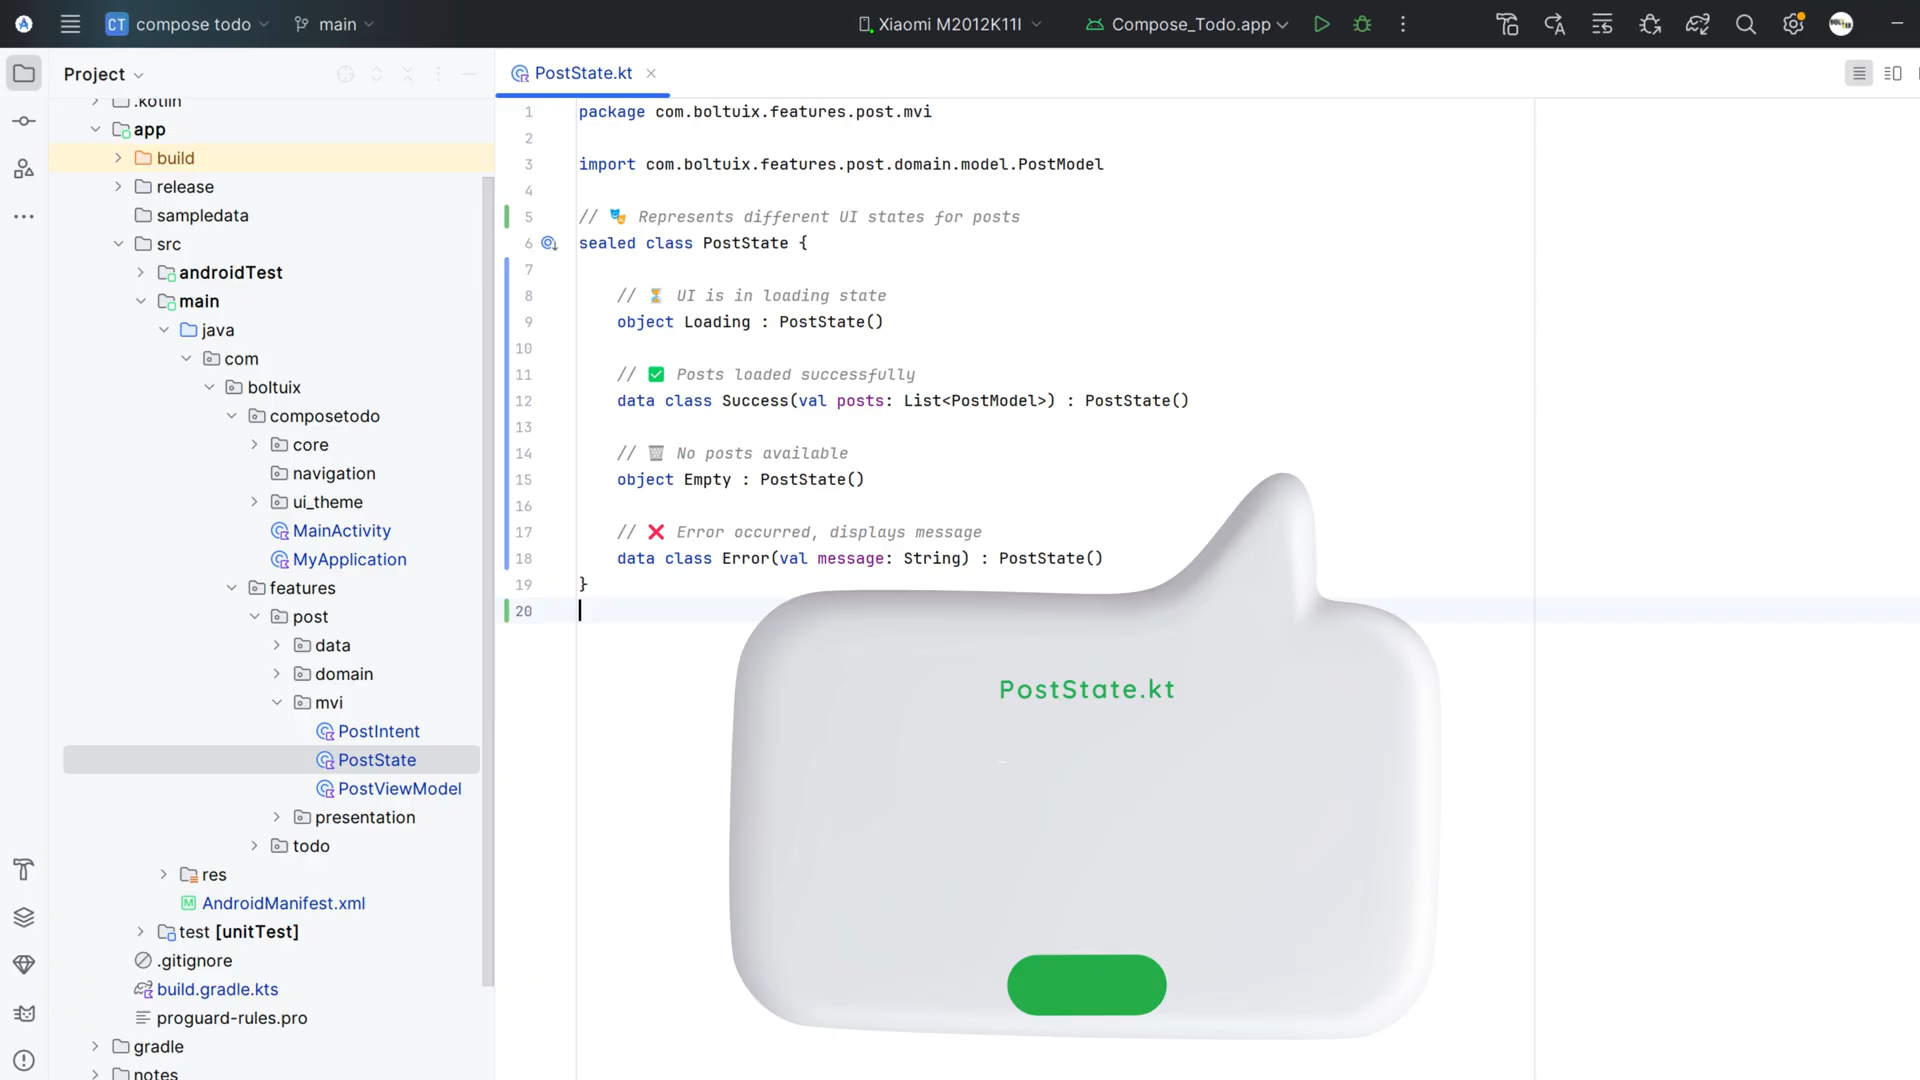 CT compose todo
main
Xiaomi M2012K11I
Compose_Todo.app
Project
.kotlin
app
build
release
sampledata
src
androidTest
main
java
com
boltuix
composetodo
core
navigation
ui_theme
MainActivity
MyApplication
features
post
data
domain
mvi
PostIntent
PostState
PostViewModel
presentation
todo
res
AndroidManifest.xml
test [unitTest]
.gitignore
build.gradle.kts
proguard-rules.pro
gradle
notes
PostState.kt
1 package com.boltuix.features.post.mvi
2
3 import com.boltuix.features.post.domain.model.PostModel
4
5 // 🎭 Represents different UI states for posts
6 sealed class PostState {
7
8 // ⏳ UI is in loading state
9 object Loading : PostState()
10
11 // ✅ Posts loaded successfully
12 data class Success(val posts: List<PostModel>) : PostState()
13
14 // 🗑️ No posts available
15 object Empty : PostState()
16
17 // ❌ Error occurred, displays message
18 data class Error(val message: String) : PostState()
19 }
20
PostState.kt